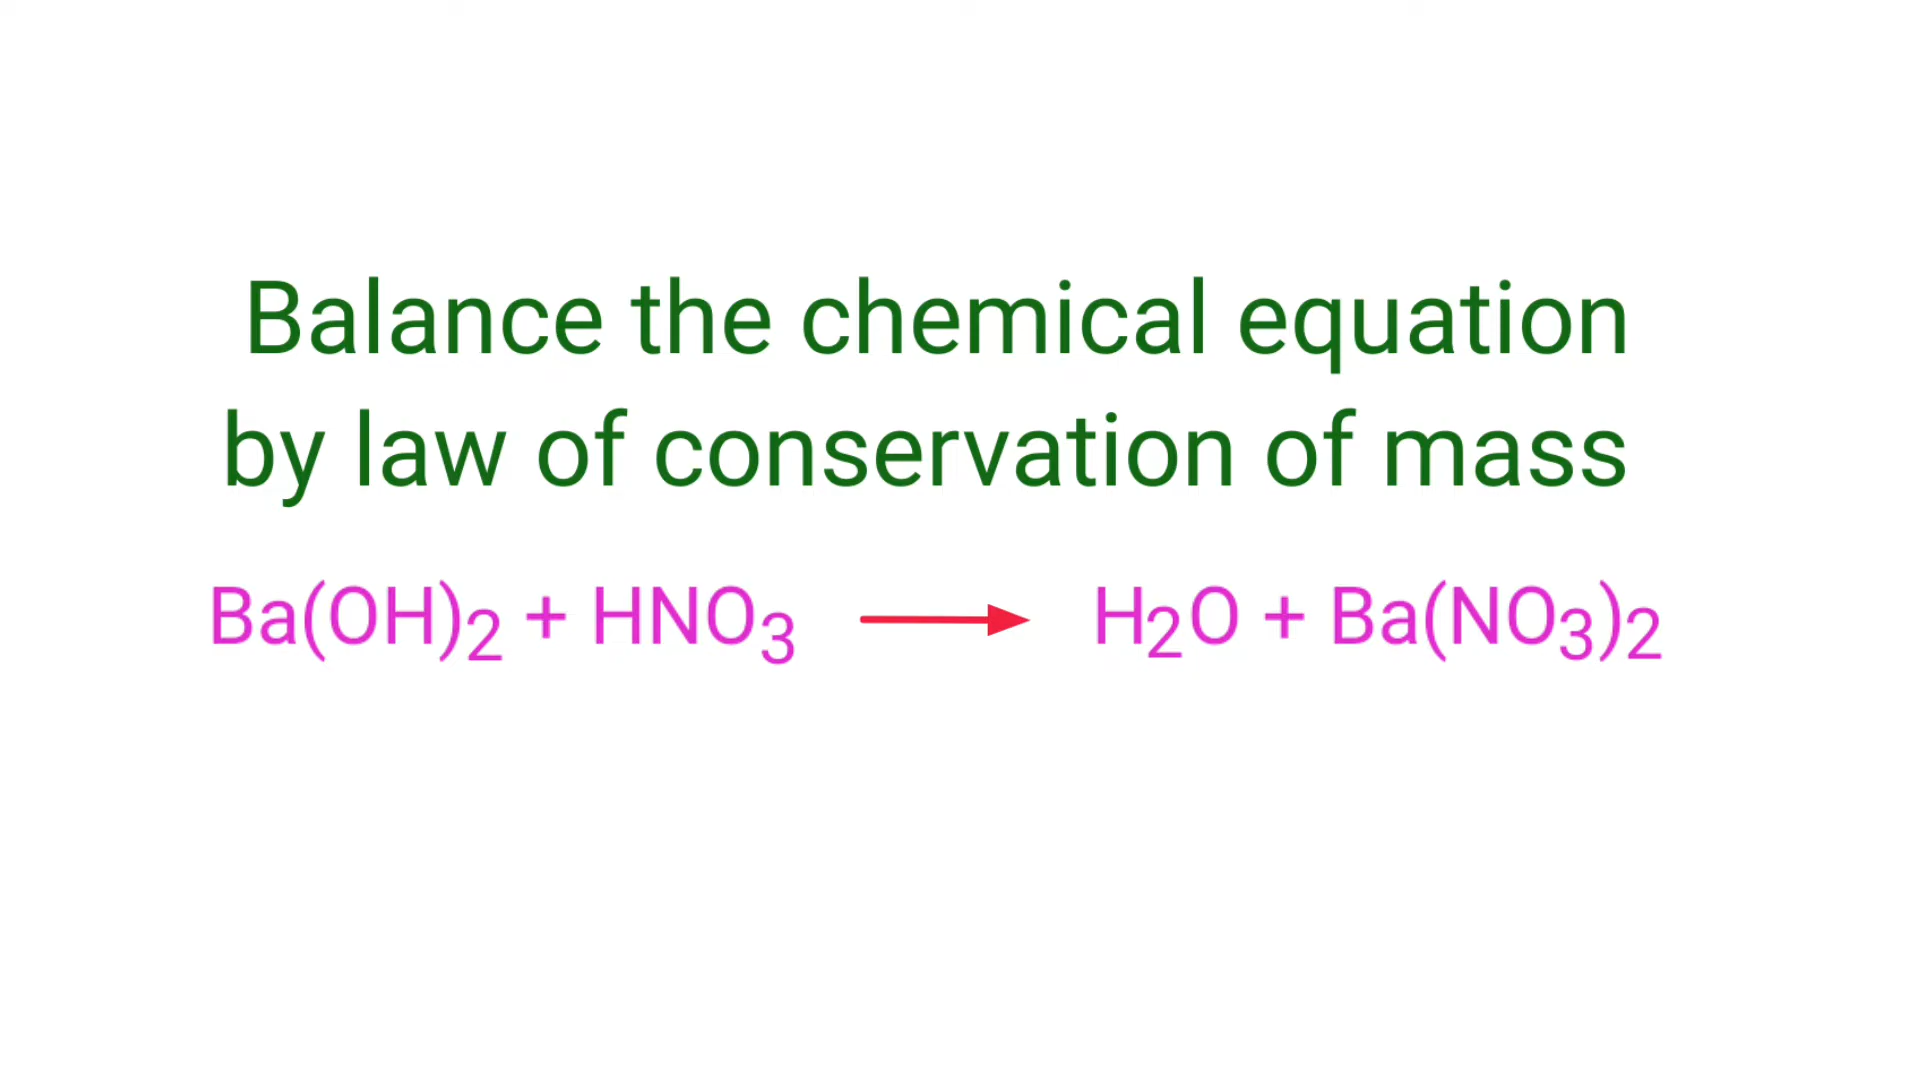 Balance the chemical equation
by law of conservation of mass
Ba(OH)₂ + HNO₃ ⟶ H₂O + Ba(NO₃)₂